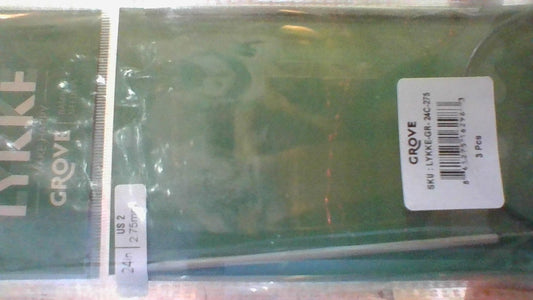 LYKKE
GROVE
24in
US 2
2.75mm
GROVE
SKU : LYKKE-GR- 24C-275
3 Pcs